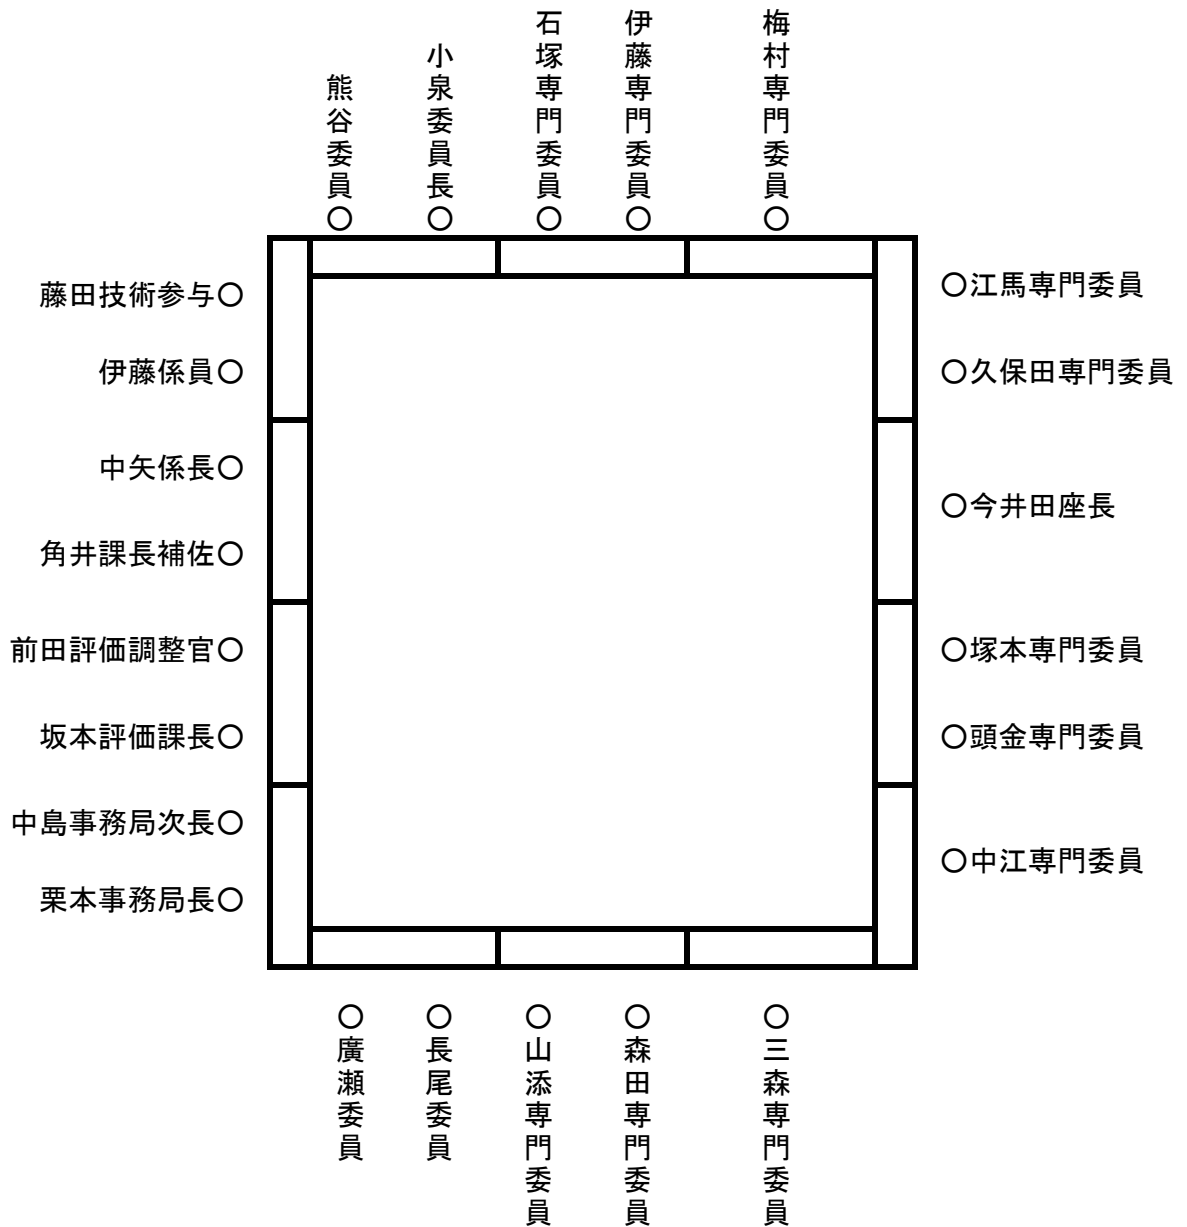 熊谷委員○
小泉委員長○
石塚専門委員○
伊藤専門委員○
梅村専門委員○
藤田技術参与○
伊藤係員○
中矢係長○
角井課長補佐○
前田評価調整官○
坂本評価課長○
中島事務局次長○
栗本事務局長○
○江馬専門委員
○久保田専門委員
○今井田座長
○塚本専門委員
○頭金専門委員
○中江専門委員
○廣瀬委員
○長尾委員
○山添専門委員
○森田専門委員
○三森専門委員